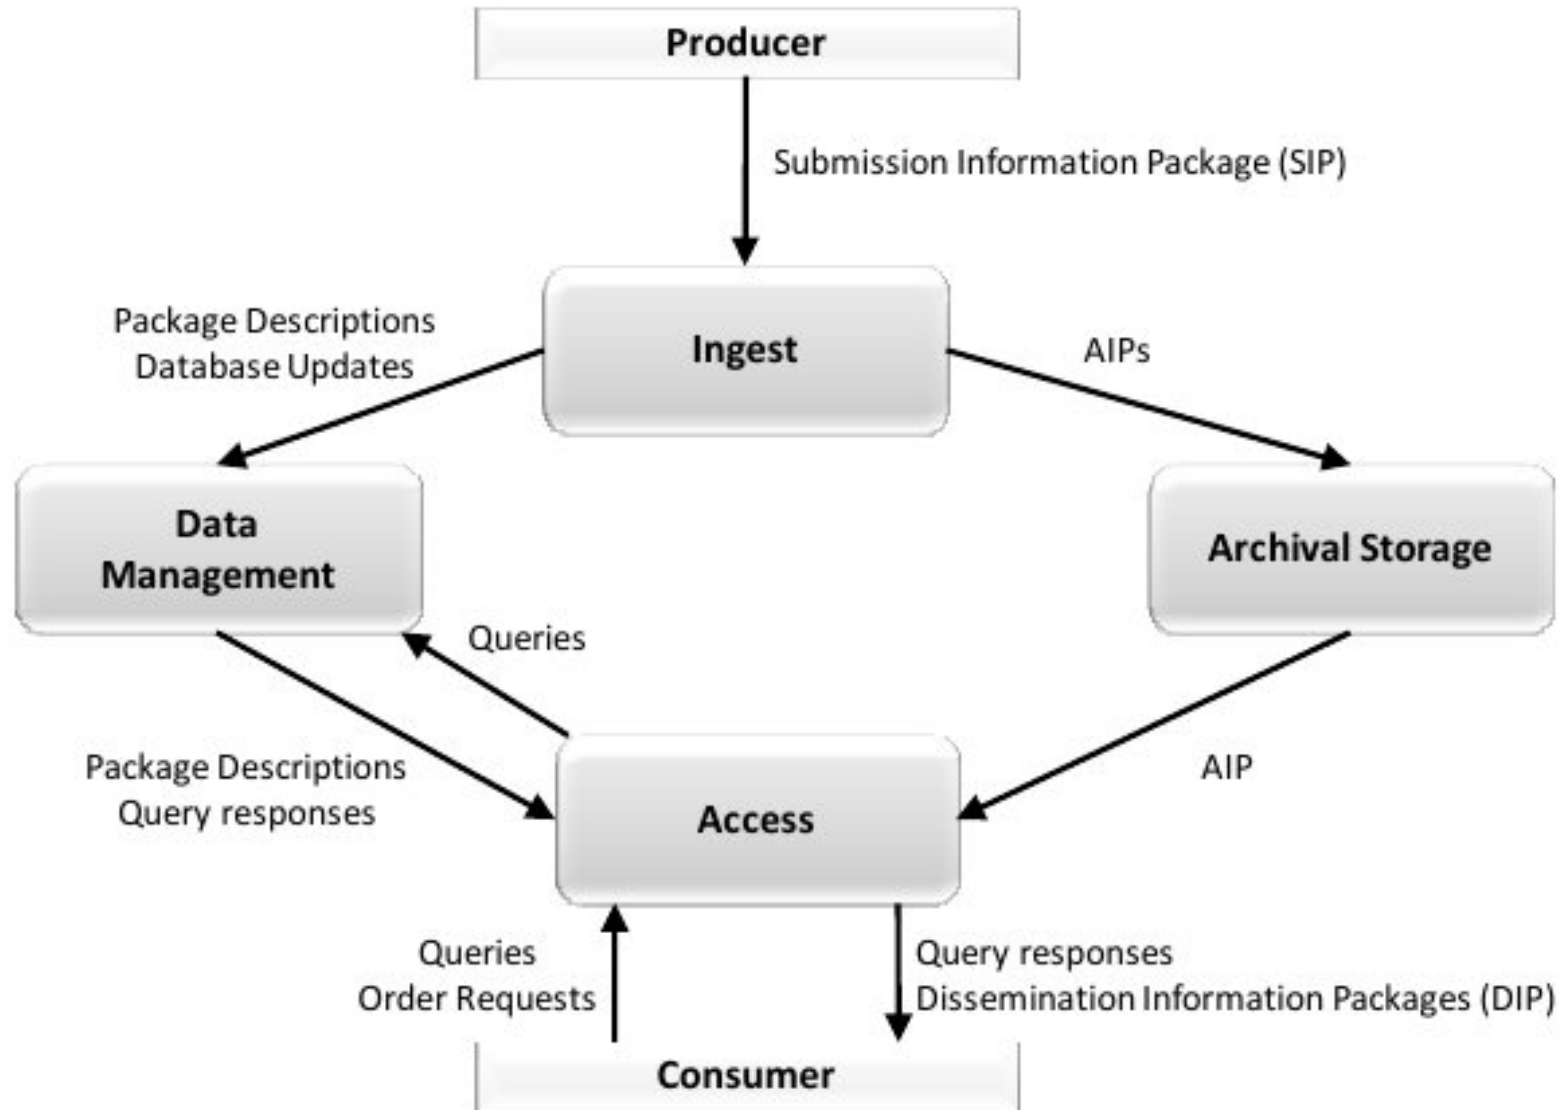 Producer
Submission Information Package (SIP)
Package Descriptions
Database Updates
Ingest
AIPs
Data
Management
Archival Storage
Queries
Package Descriptions
Query responses
Access
AIP
Queries
Order Requests
Query responses
Dissemination Information Packages (DIP)
Consumer